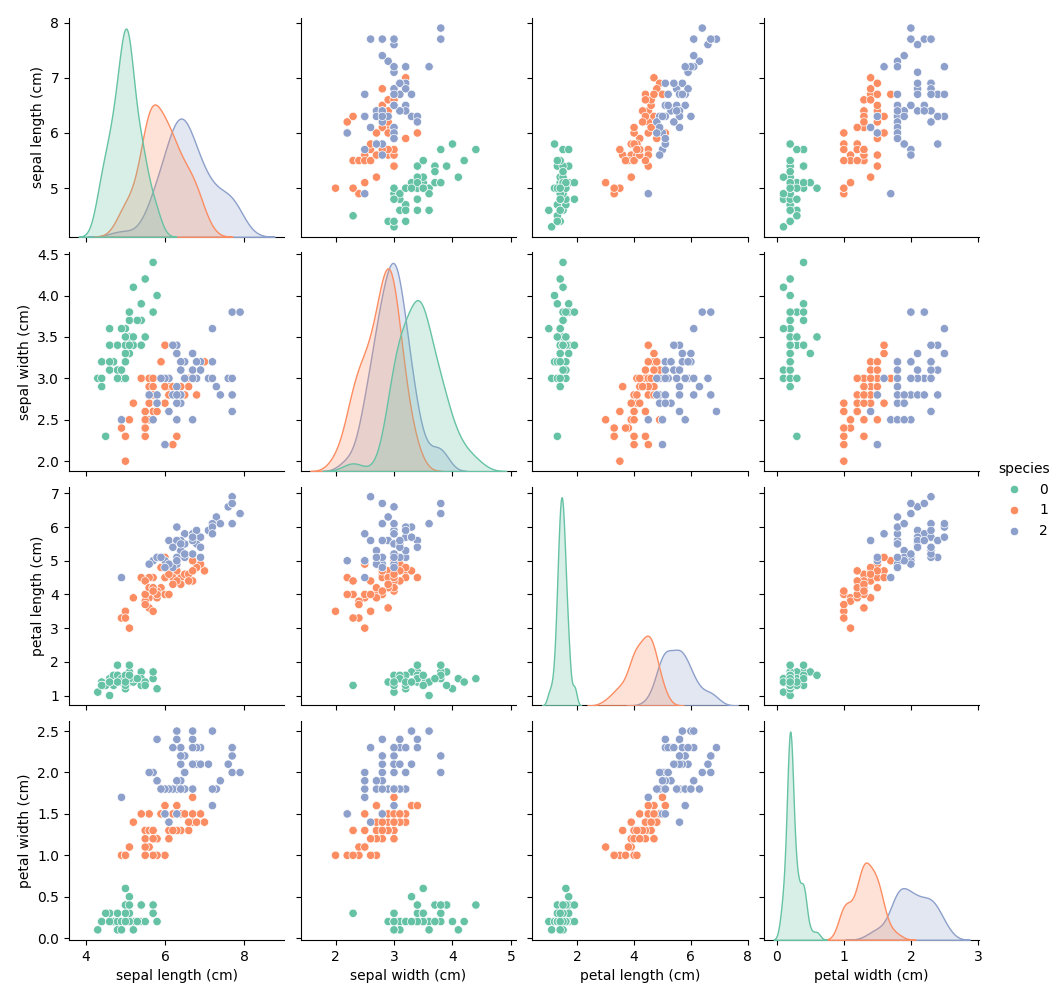 8
7
6
5
sepal length (cm)
4.5
4.0
3.5
3.0
2.5
2.0
sepal width (cm)
species
0
1
2
7
6
5
4
3
2
1
petal length (cm)
2.5
2.0
1.5
1.0
0.5
0.0
petal width (cm)
4 6 8
2 3 4 5
2 4 6 8
0 1 2 3
sepal length (cm)
sepal width (cm)
petal length (cm)
petal width (cm)